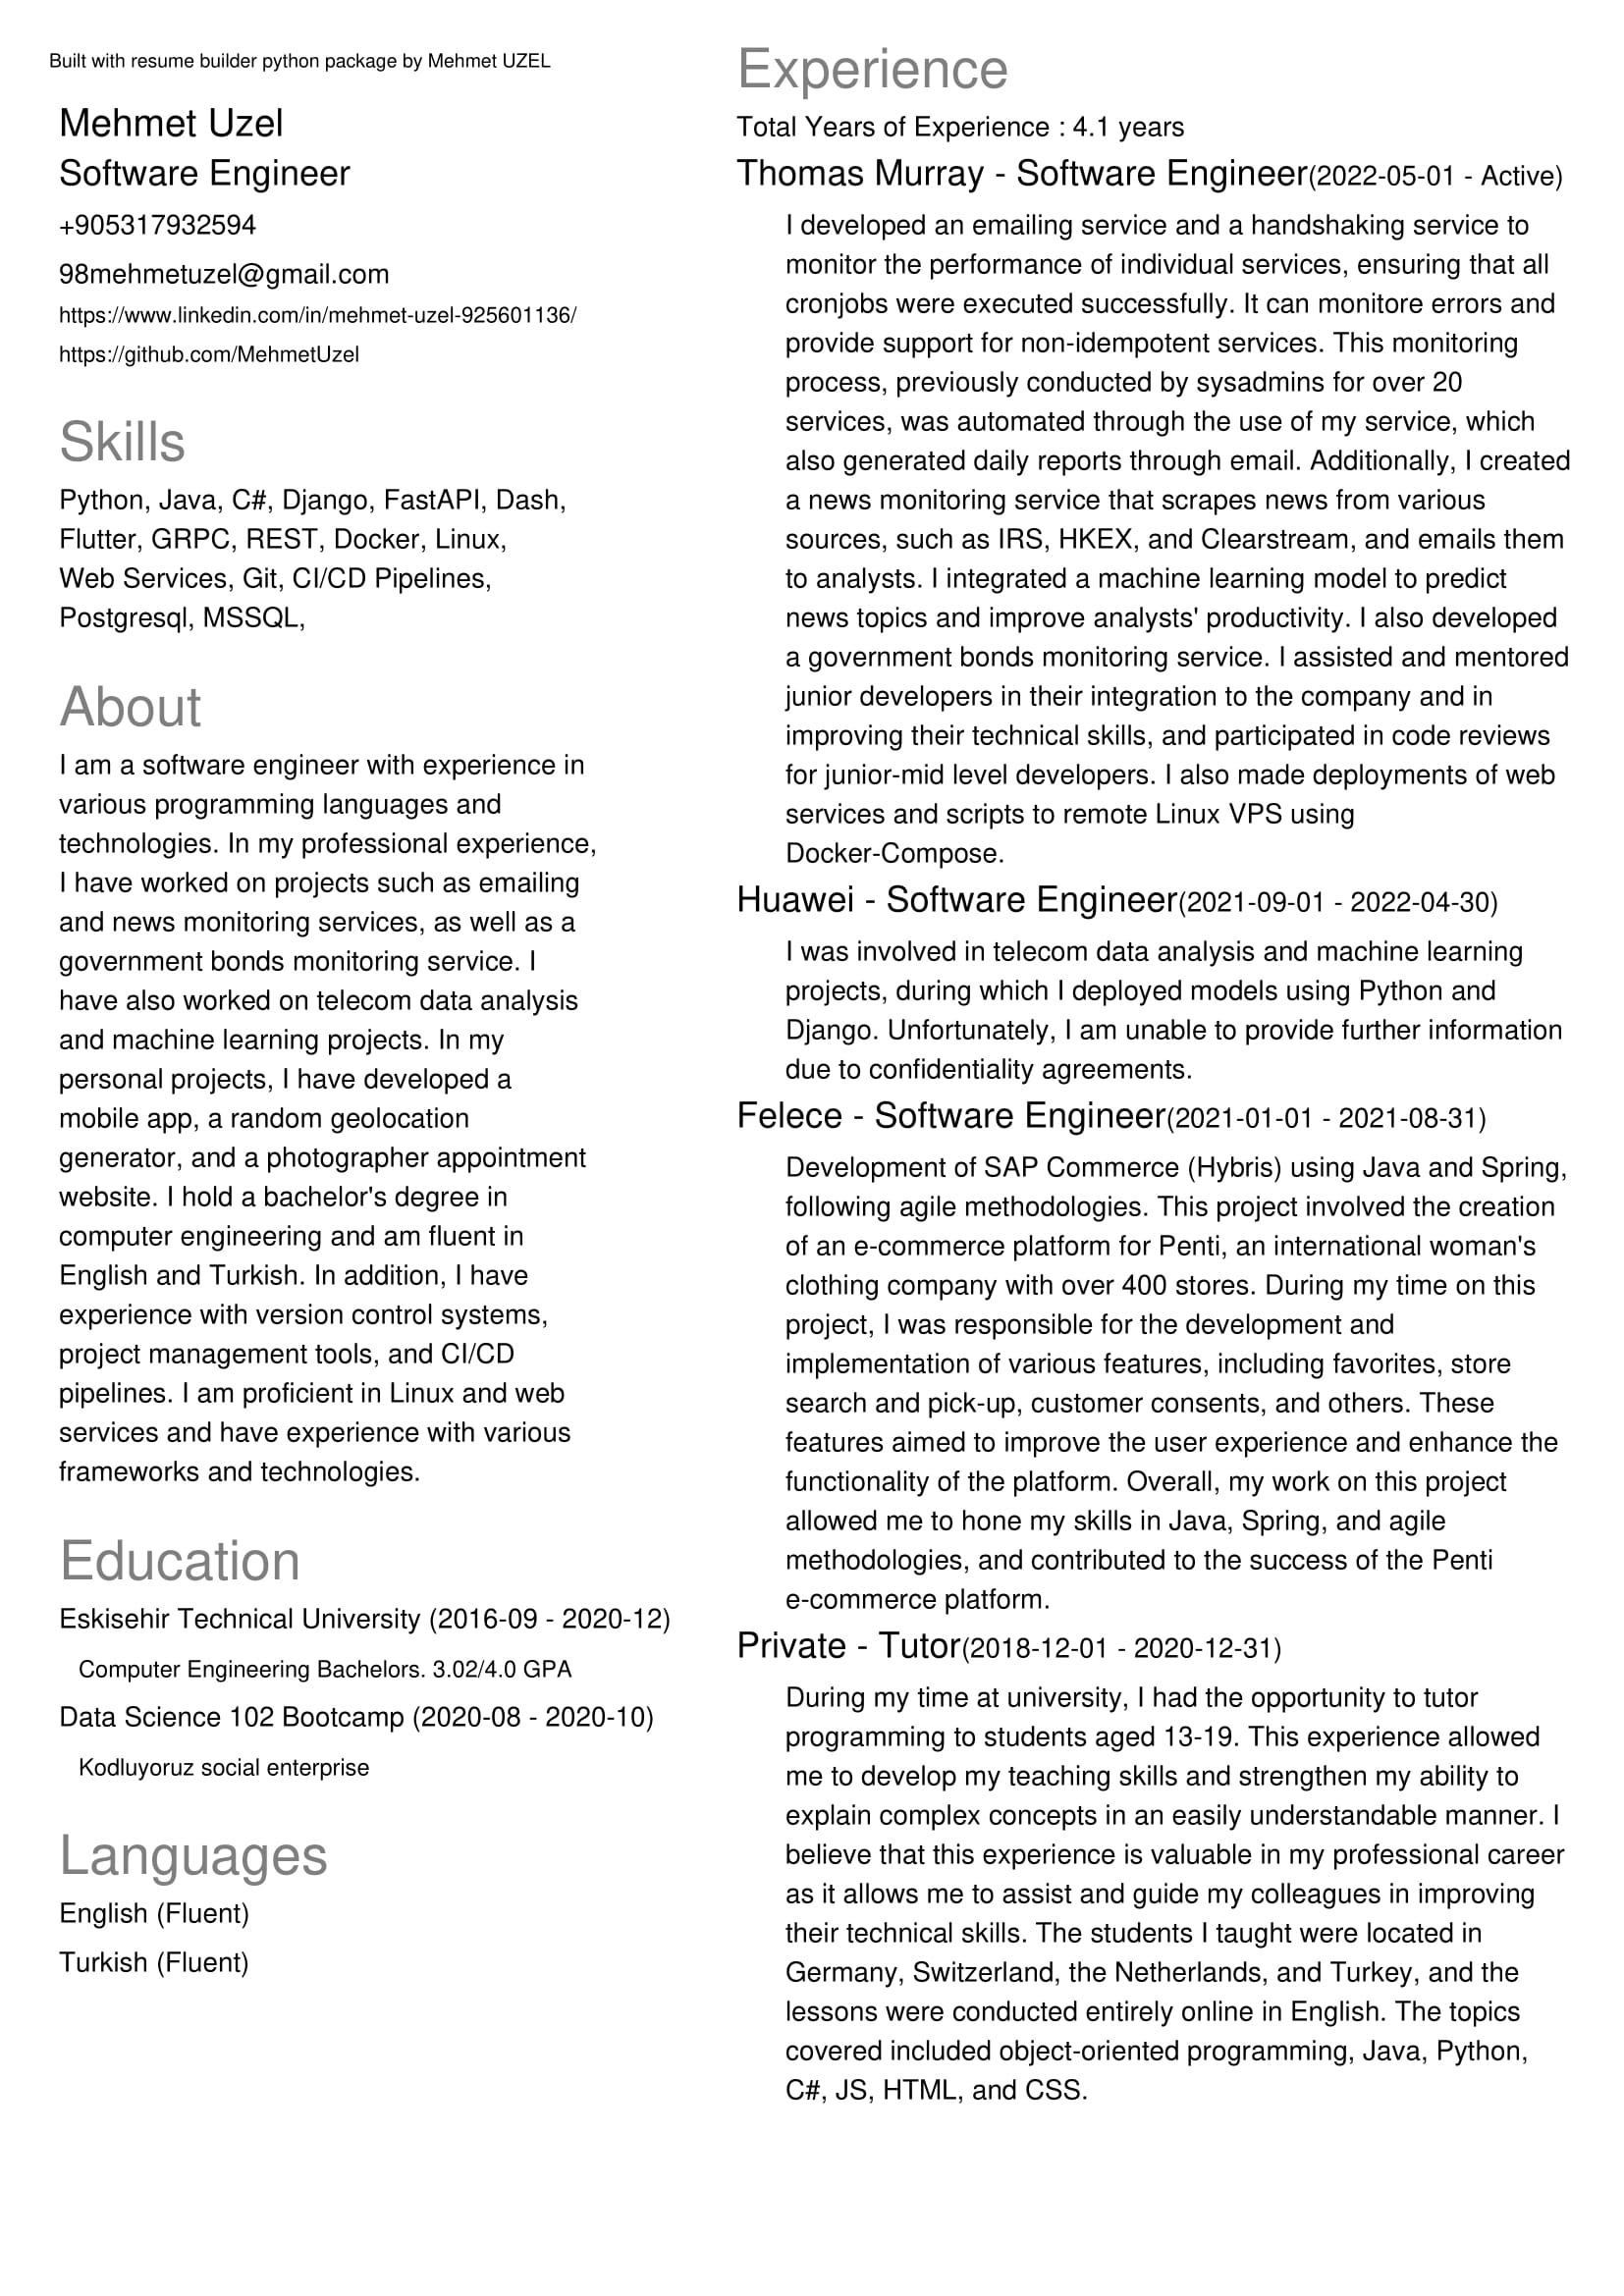 Built with resume builder python package by Mehmet UZEL
Mehmet Uzel
Software Engineer
+905317932594
98mehmetuzel@gmail.com
https://www.linkedin.com/in/mehmet-uzel-925601136/
https://github.com/MehmetUzel
Skills
Python, Java, C#, Django, FastAPI, Dash,
Flutter, GRPC, REST, Docker, Linux,
Web Services, Git, CI/CD Pipelines,
Postgresql, MSSQL,
About
I am a software engineer with experience in
various programming languages and
technologies. In my professional experience,
I have worked on projects such as emailing
and news monitoring services, as well as a
government bonds monitoring service. I
have also worked on telecom data analysis
and machine learning projects. In my
personal projects, I have developed a
mobile app, a random geolocation
generator, and a photographer appointment
website. I hold a bachelor's degree in
computer engineering and am fluent in
English and Turkish. In addition, I have
experience with version control systems,
project management tools, and CI/CD
pipelines. I am proficient in Linux and web
services and have experience with various
frameworks and technologies.
Education
Eskisehir Technical University (2016-09 - 2020-12)
Computer Engineering Bachelors. 3.02/4.0 GPA
Data Science 102 Bootcamp (2020-08 - 2020-10)
Kodluyoruz social enterprise
Languages
English (Fluent)
Turkish (Fluent)
Experience
Total Years of Experience : 4.1 years
Thomas Murray - Software Engineer(2022-05-01 - Active)
I developed an emailing service and a handshaking service to
monitor the performance of individual services, ensuring that all
cronjobs were executed successfully. It can monitore errors and
provide support for non-idempotent services. This monitoring
process, previously conducted by sysadmins for over 20
services, was automated through the use of my service, which
also generated daily reports through email. Additionally, I created
a news monitoring service that scrapes news from various
sources, such as IRS, HKEX, and Clearstream, and emails them
to analysts. I integrated a machine learning model to predict
news topics and improve analysts' productivity. I also developed
a government bonds monitoring service. I assisted and mentored
junior developers in their integration to the company and in
improving their technical skills, and participated in code reviews
for junior-mid level developers. I also made deployments of web
services and scripts to remote Linux VPS using
Docker-Compose.
Huawei - Software Engineer(2021-09-01 - 2022-04-30)
I was involved in telecom data analysis and machine learning
projects, during which I deployed models using Python and
Django. Unfortunately, I am unable to provide further information
due to confidentiality agreements.
Felece - Software Engineer(2021-01-01 - 2021-08-31)
Development of SAP Commerce (Hybris) using Java and Spring,
following agile methodologies. This project involved the creation
of an e-commerce platform for Penti, an international woman's
clothing company with over 400 stores. During my time on this
project, I was responsible for the development and
implementation of various features, including favorites, store
search and pick-up, customer consents, and others. These
features aimed to improve the user experience and enhance the
functionality of the platform. Overall, my work on this project
allowed me to hone my skills in Java, Spring, and agile
methodologies, and contributed to the success of the Penti
e-commerce platform.
Private - Tutor(2018-12-01 - 2020-12-31)
During my time at university, I had the opportunity to tutor
programming to students aged 13-19. This experience allowed
me to develop my teaching skills and strengthen my ability to
explain complex concepts in an easily understandable manner. I
believe that this experience is valuable in my professional career
as it allows me to assist and guide my colleagues in improving
their technical skills. The students I taught were located in
Germany, Switzerland, the Netherlands, and Turkey, and the
lessons were conducted entirely online in English. The topics
covered included object-oriented programming, Java, Python,
C#, JS, HTML, and CSS.